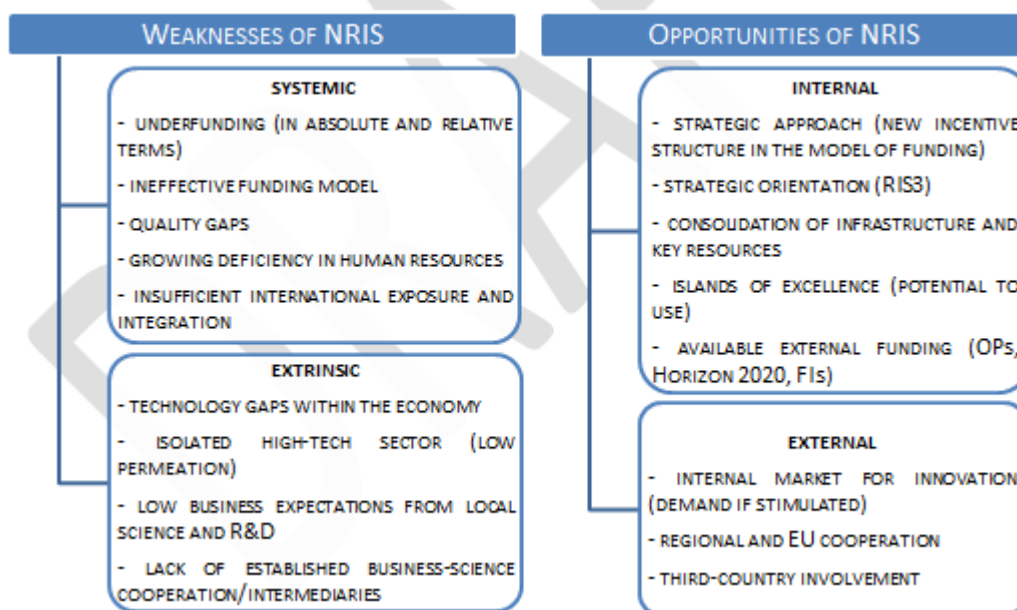 WEAKNESSES OF NRIS
SYSTEMIC
- UNDERFUNDING (IN ABSOLUTE AND RELATIVE
TERMS)
- INEFFECTIVE FUNDING MODEL
- QUALITY GAPS
- GROWING DEFICIENCY IN HUMAN RESOURCES
- INSUFFICIENT INTERNATIONAL EXPOSURE AND
INTEGRATION
EXTRINSIC
- TECHNOLOGY GAPS WITHIN THE ECONOMY
- ISOLATED HIGH-TECH SECTOR (LOW
PERMEATION)
- LOW BUSINESS EXPECTATIONS FROM LOCAL
SCIENCE AND R&D
- LACK OF ESTABLISHED BUSINESS-SCIENCE
COOPERATION/INTERMEDIARIES
OPPORTUNITIES OF NRIS
INTERNAL
- STRATEGIC APPROACH (NEW INCENTIVE
STRUCTURE IN THE MODEL OF FUNDING)
- STRATEGIC ORIENTATION (RIS3)
- CONSOLIDATION OF INFRASTRUCTURE AND
KEY RESOURCES
- ISLANDS OF EXCELLENCE (POTENTIAL TO
USE)
- AVAILABLE EXTERNAL FUNDING (OPs,
HORIZON 2020, FIs)
EXTERNAL
- INTERNAL MARKET FOR INNOVATION
(DEMAND IF STIMULATED)
- REGIONAL AND EU COOPERATION
- THIRD-COUNTRY INVOLVEMENT